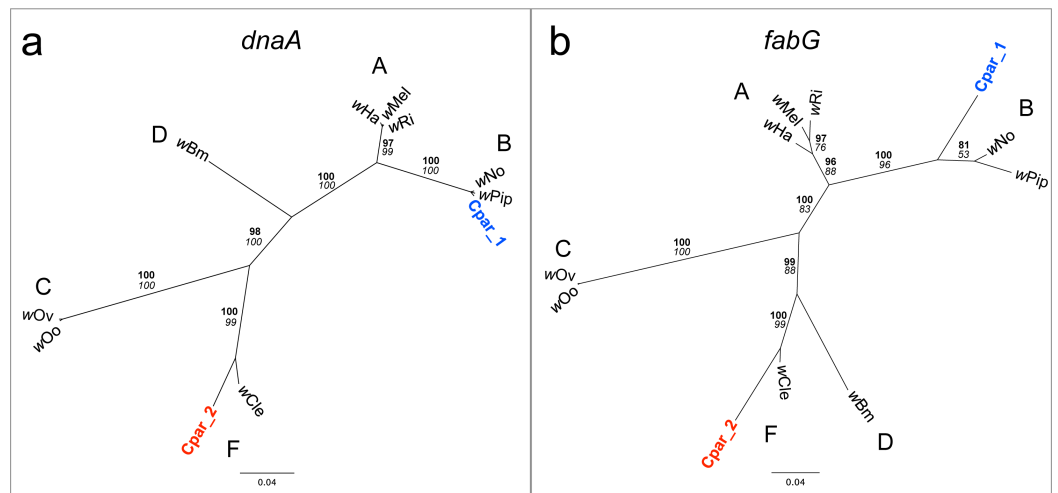 a
dnaA
A
wHa
wMel
wRi
D
wBm
97
99
B
100
100
wNo
wPip
Cpar_1
100
100
98
100
C
100
100
wOv
wOo
100
99
wCle
Cpar_2
F
0.04
b
fabG
Cpar_1
A
wRi
wMel
wHa
97
76
B
wNo
81
53
wPip
96
88
100
96
100
83
C
100
100
wOv
wOo
99
88
100
99
wCle
wBm
Cpar_2
F
D
0.04